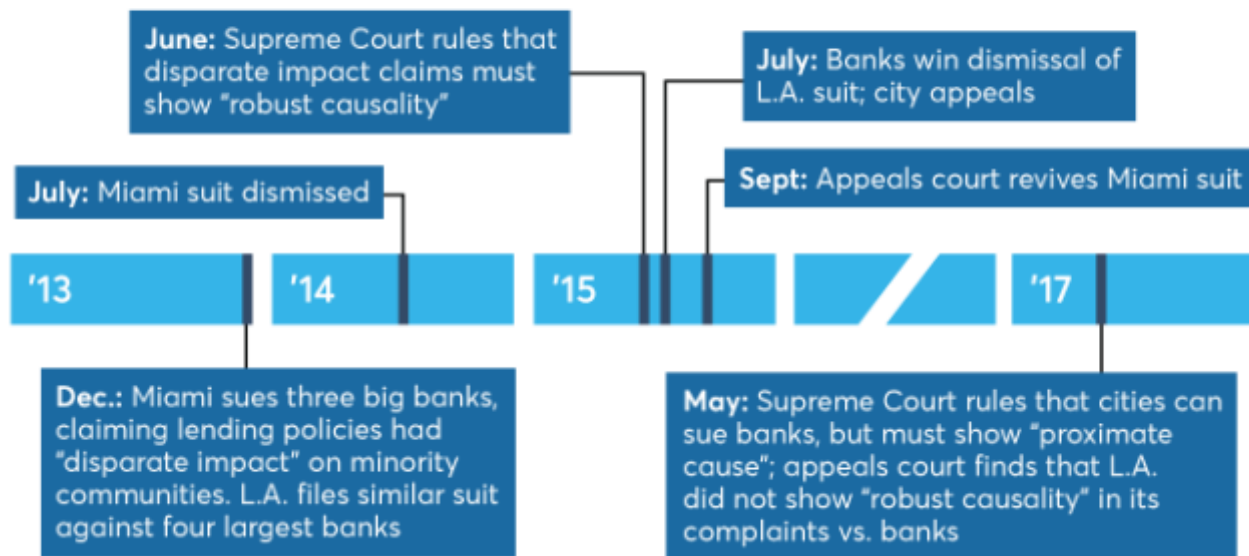 June: Supreme Court rules that
disparate impact claims must
show "robust causality"
July: Banks win dismissal of
L.A. suit; city appeals
July: Miami suit dismissed
Sept: Appeals court revives Miami suit
'13
'14
'15
'17
Dec.: Miami sues three big banks,
claiming lending policies had
"disparate impact" on minority
communities. L.A. files similar suit
against four largest banks
May: Supreme Court rules that cities can
sue banks, but must show "proximate
cause"; appeals court finds that L.A.
did not show "robust causality" in its
complaints vs. banks